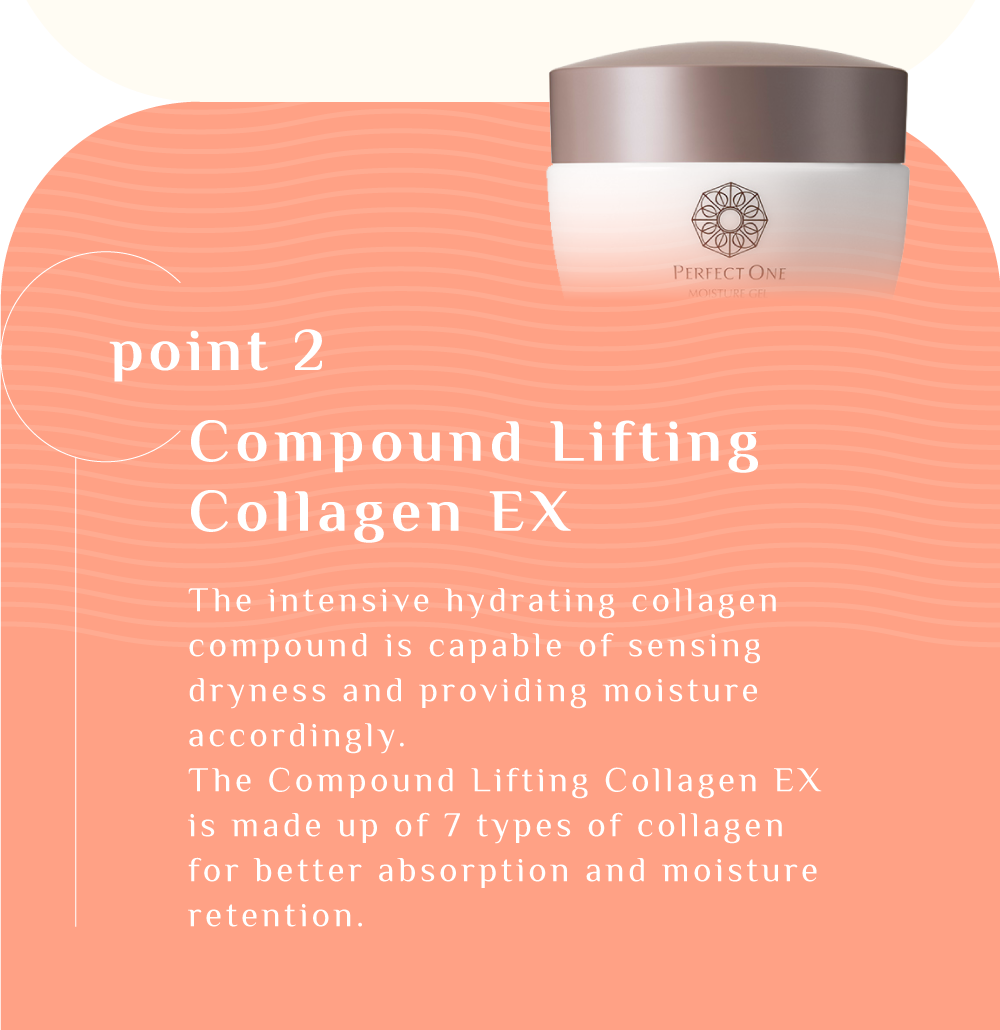 PERFECT ONE
MOISTURE GEL
point 2
Compound Lifting
Collagen EX
The intensive hydrating collagen
compound is capable of sensing
dryness and providing moisture
accordingly.
The Compound Lifting Collagen EX
is made up of 7 types of collagen
for better absorption and moisture
retention.